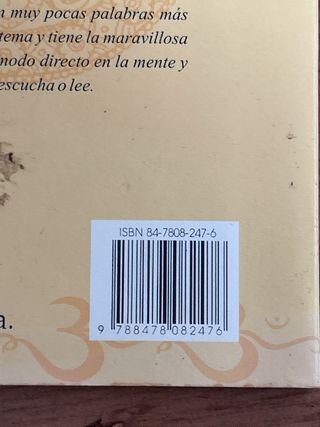 n muy pocas palabras más
tema y tiene la maravillosa
modo directo en la mente y
escucha o lee.
ISBN 84-7808-247-6
9 788478 082476
a.